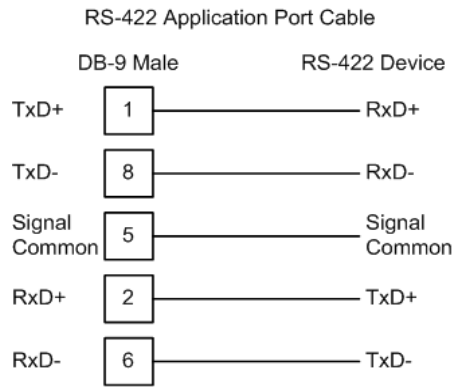 RS-422 Application Port Cable
DB-9 Male RS-422 Device
TxD+ 1 RxD+
TxD- 8 RxD-
Signal
Common 5 Signal
Common
RxD+ 2 TxD+
RxD- 6 TxD-